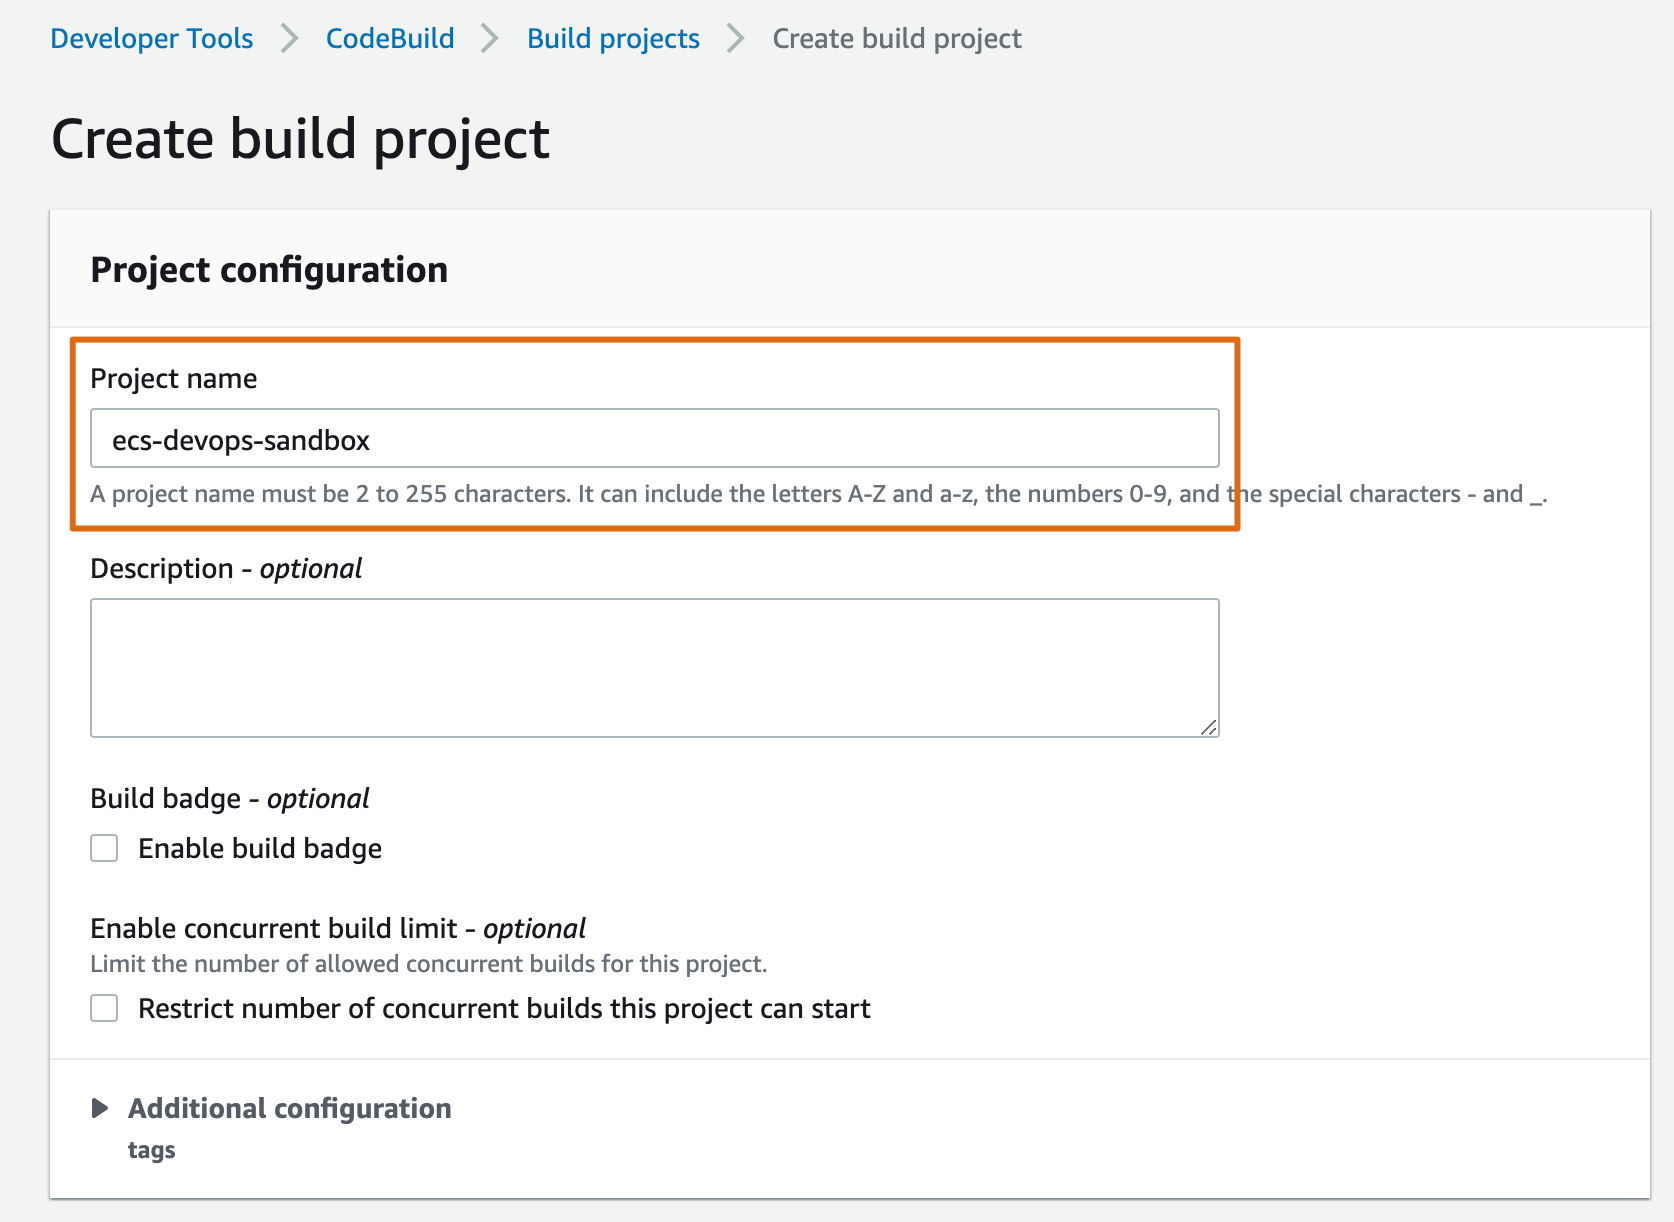 Developer Tools > CodeBuild > Build projects > Create build project
Create build project
Project configuration
Project name
ecs-devops-sandbox
A project name must be 2 to 255 characters. It can include the letters A-Z and a-z, the numbers 0-9, and the special characters - and _.
Description - optional
Build badge - optional
Enable build badge
Enable concurrent build limit - optional
Limit the number of allowed concurrent builds for this project.
Restrict number of concurrent builds this project can start
Additional configuration
tags